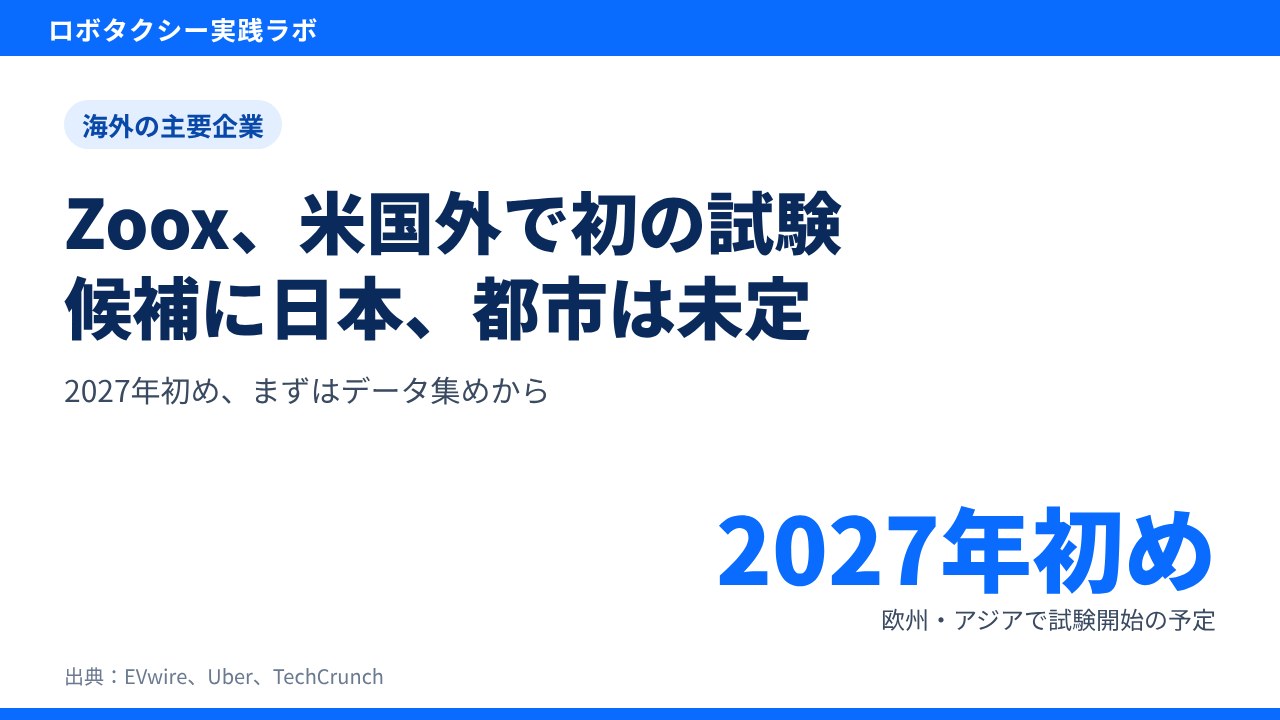 ロボタクシー実践ラボ
海外の主要企業
Zoox、米国外で初の試験
候補に日本、都市は未定
2027年初め、まずはデータ集めから
2027年初め
欧州・アジアで試験開始の予定
出典：EVwire、Uber、TechCrunch